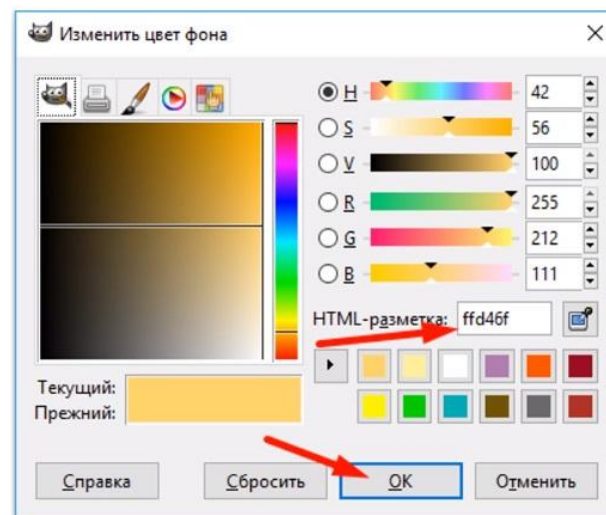 Изменить цвет фона
H 42
S 56
V 100
R 255
G 212
B 111
HTML-разметка: ffd46f
Текущий:
Прежний:
Справка Сбросить OK Отменить